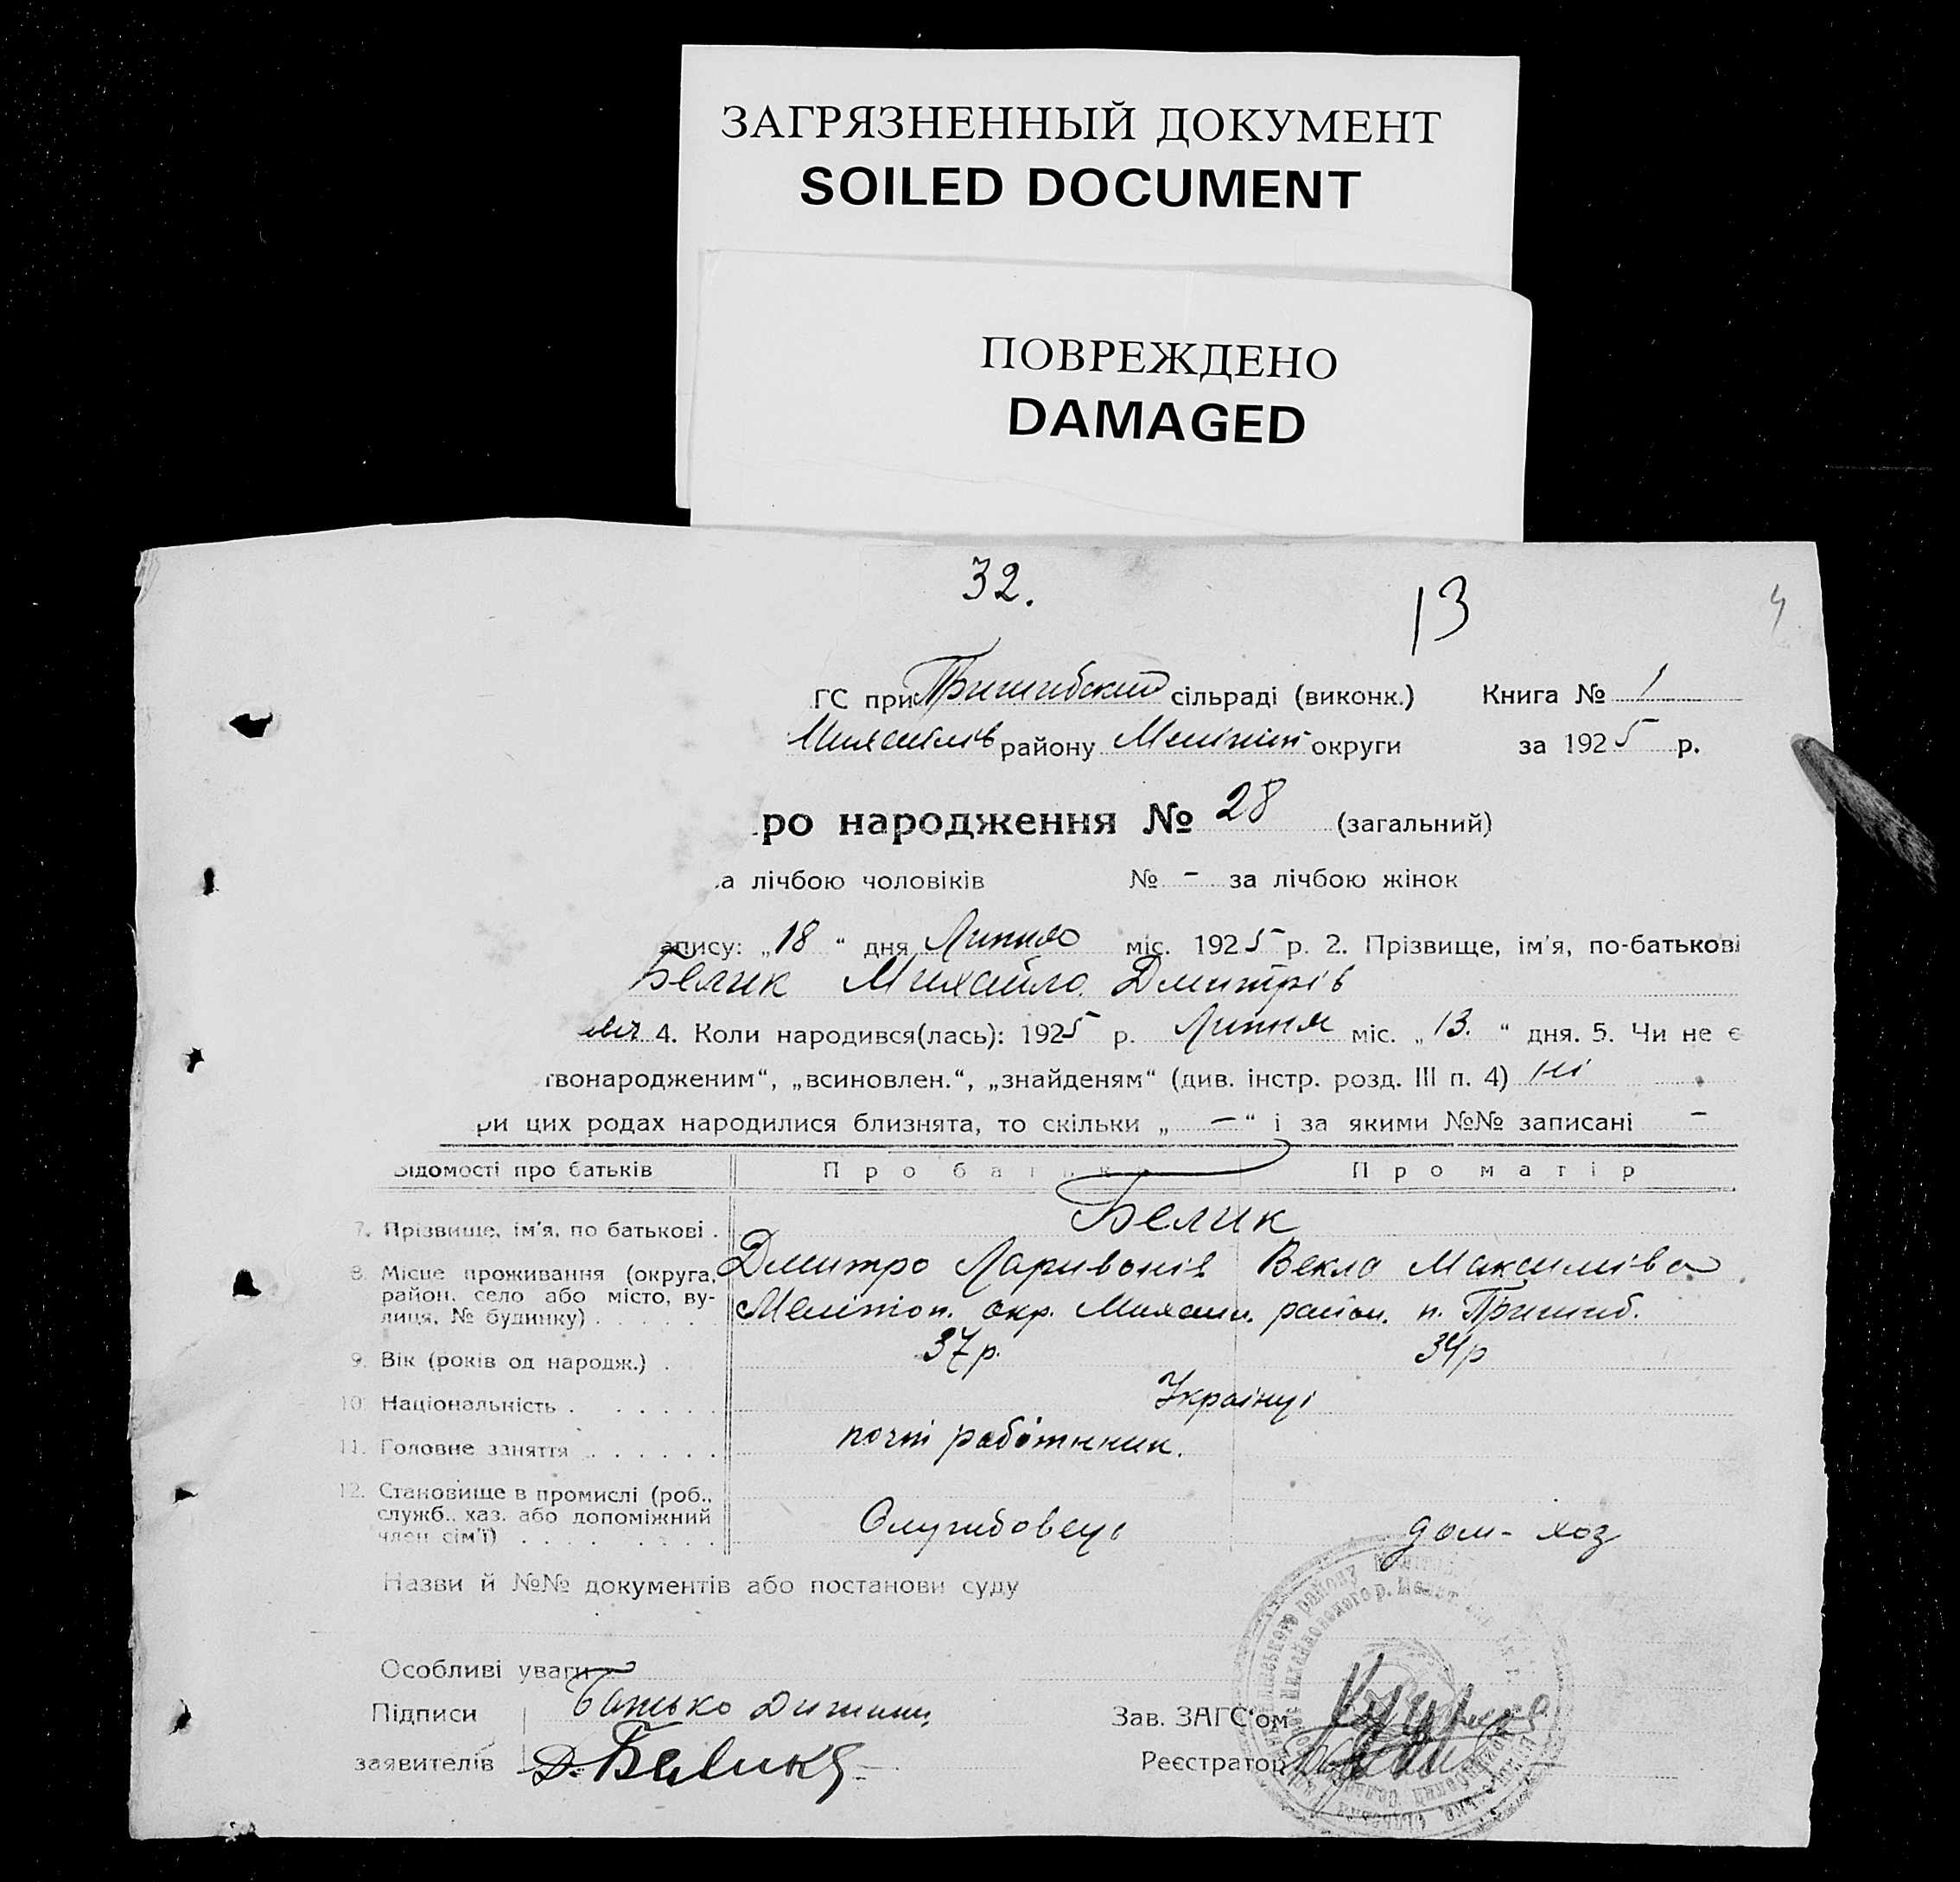 ЗАГРЯЗНЕННЫЙ ДОКУМЕНТ
SOILED DOCUMENT
ПОВРЕЖДЕНО
DAMAGED
32.
13
ГС при Пришибский сільраді (виконк.) Книга № 1
Михайлів району Меліт округи за 1925 р.
ро народження № 28 (загальний)
а лічбою чоловіків № - за лічбою жінок
апису: „18“ дня Липня міс. 1925 р. 2. Прізвище, ім'я, по-батькові
Белик Михайло Дмитрів
4. Коли народився(лась): 1925 р. Липня міс. „13.“ дня. 5. Чи не є
твонародженим“, „всиновлен.“, „знайденям“ (див. інстр. розд. III п. 4) ні
ри цих родах народилися близнята, то скільки „—“ і за якими №№ записані —
Відомості про батьків Про батька Про матір
7. Прізвище, ім'я, по батькові . Белик
Дмитро Ларивонів Векла Максимівна
8. Місце проживання (округа, район, село або місто, вулиця, № будинку) Мелітоп. окр. Михайл. район. п. Пришиб.
9. Вік (років од народж.) . 37 р. 34 р
10. Національність . Українці
11. Головне заняття почт работник.
12. Становище в промислі (роб., служб., хаз. або допоміжний член сім'ї) Службовець дом-хоз
Назви й №№ документів або постанови суду
Особливі уваги
Підписи Батько дитини
заявителів Д. Белик
Зав. ЗАГС'ом
Реєстратор